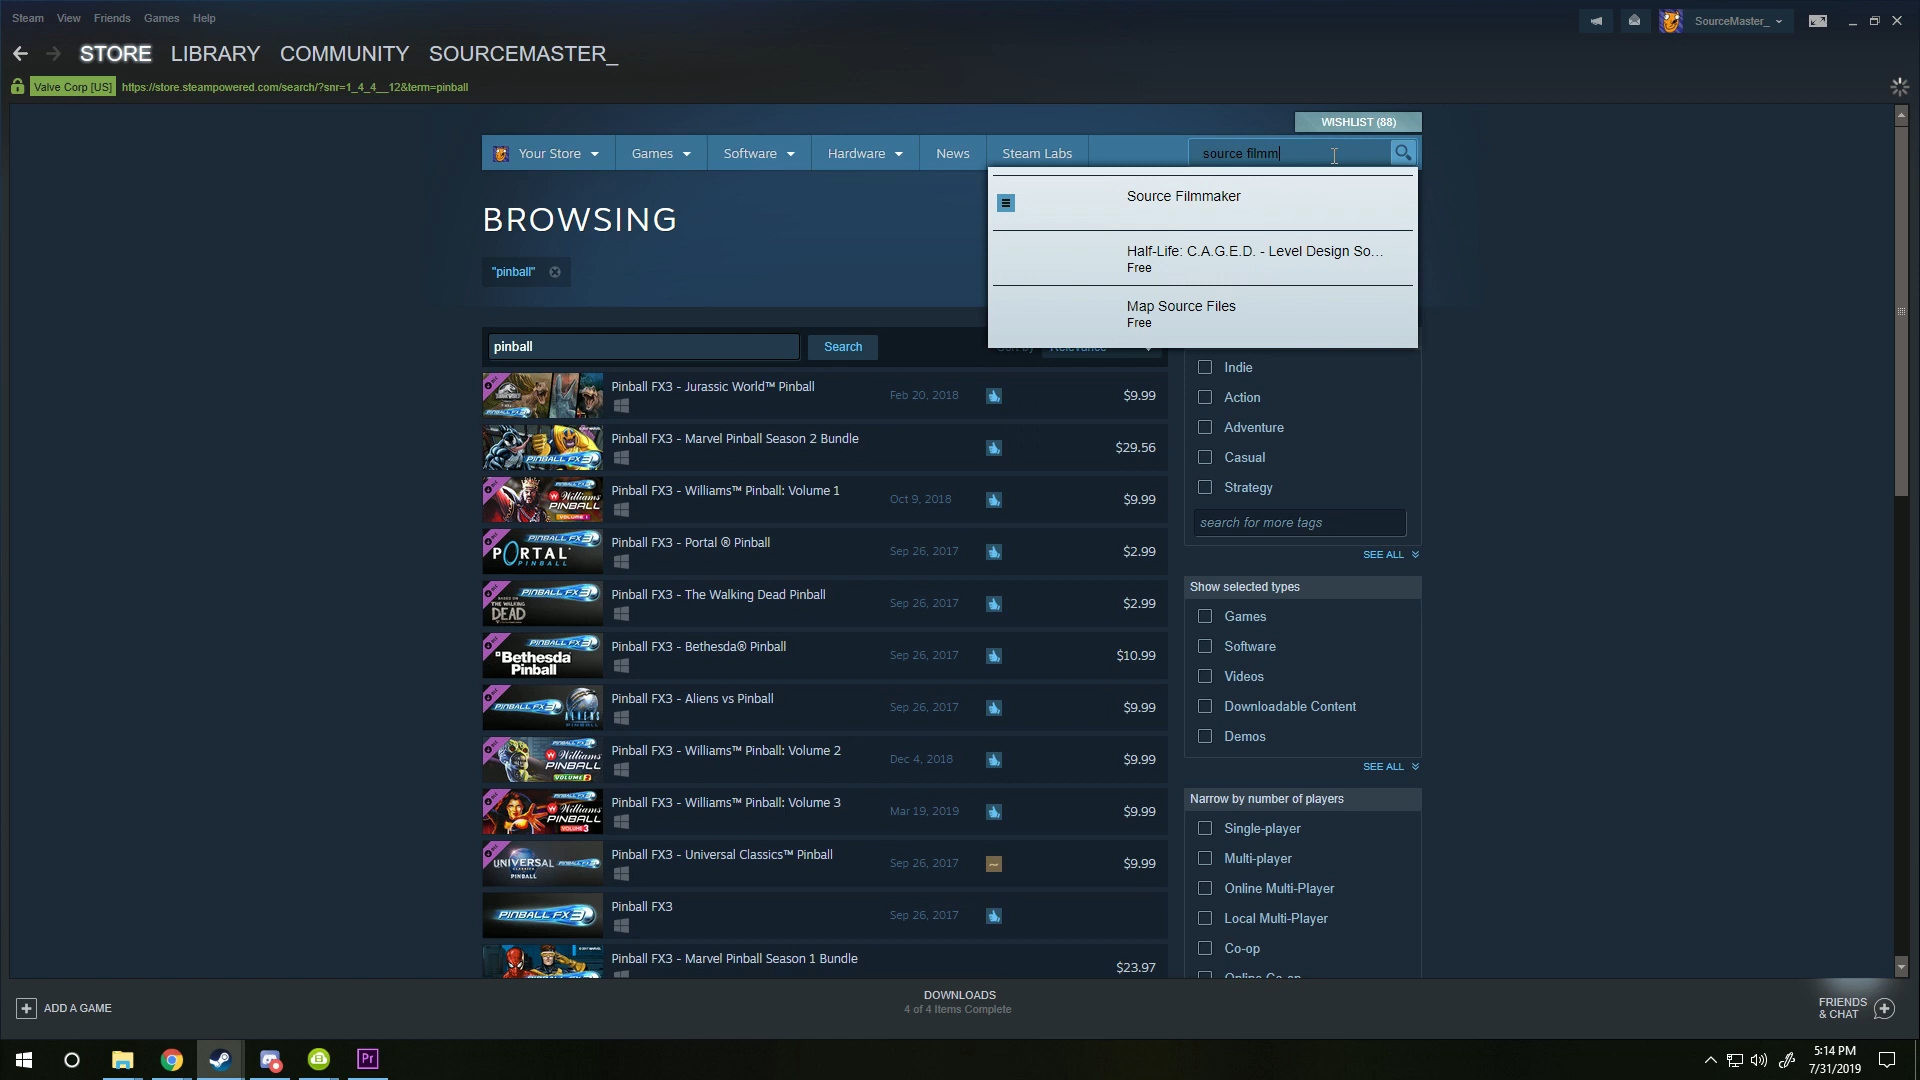 Steam View Friends Games Help
SourceMaster_
STORE LIBRARY COMMUNITY SOURCEMASTER_
Valve Corp [US] https://store.steampowered.com/search/?snr=1_4_4__12&term=pinball
WISHLIST (88)
Your Store Games Software Hardware News Steam Labs source filmm
Source Filmmaker
Half-Life: C.A.G.E.D. - Level Design So...
Free
Map Source Files
Free
BROWSING
"pinball"
pinball Search
Pinball FX3 - Jurassic World™ Pinball Feb 20, 2018 $9.99
Pinball FX3 - Marvel Pinball Season 2 Bundle $29.56
Pinball FX3 - Williams™ Pinball: Volume 1 Oct 9, 2018 $9.99
Pinball FX3 - Portal ® Pinball Sep 26, 2017 $2.99
Pinball FX3 - The Walking Dead Pinball Sep 26, 2017 $2.99
Pinball FX3 - Bethesda® Pinball Sep 26, 2017 $10.99
Pinball FX3 - Aliens vs Pinball Sep 26, 2017 $9.99
Pinball FX3 - Williams™ Pinball: Volume 2 Dec 4, 2018 $9.99
Pinball FX3 - Williams™ Pinball: Volume 3 Mar 19, 2019 $9.99
Pinball FX3 - Universal Classics™ Pinball Sep 26, 2017 $9.99
Pinball FX3 Sep 26, 2017
Pinball FX3 - Marvel Pinball Season 1 Bundle $23.97
Indie
Action
Adventure
Casual
Strategy
search for more tags
SEE ALL
Show selected types
Games
Software
Videos
Downloadable Content
Demos
SEE ALL
Narrow by number of players
Single-player
Multi-player
Online Multi-Player
Local Multi-Player
Co-op
Online Co-op
ADD A GAME
DOWNLOADS
4 of 4 Items Complete
FRIENDS
& CHAT
Pr
5:14 PM
7/31/2019